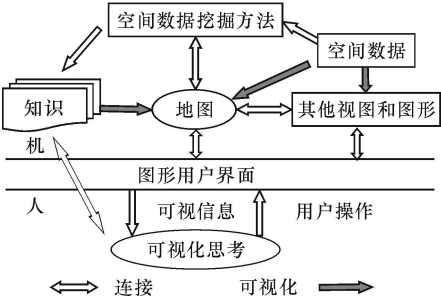 空间数据挖掘方法
空间数据
知识
地图
其他视图和图形
机
图形用户界面
人
可视信息
用户操作
可视化思考
连接
可视化